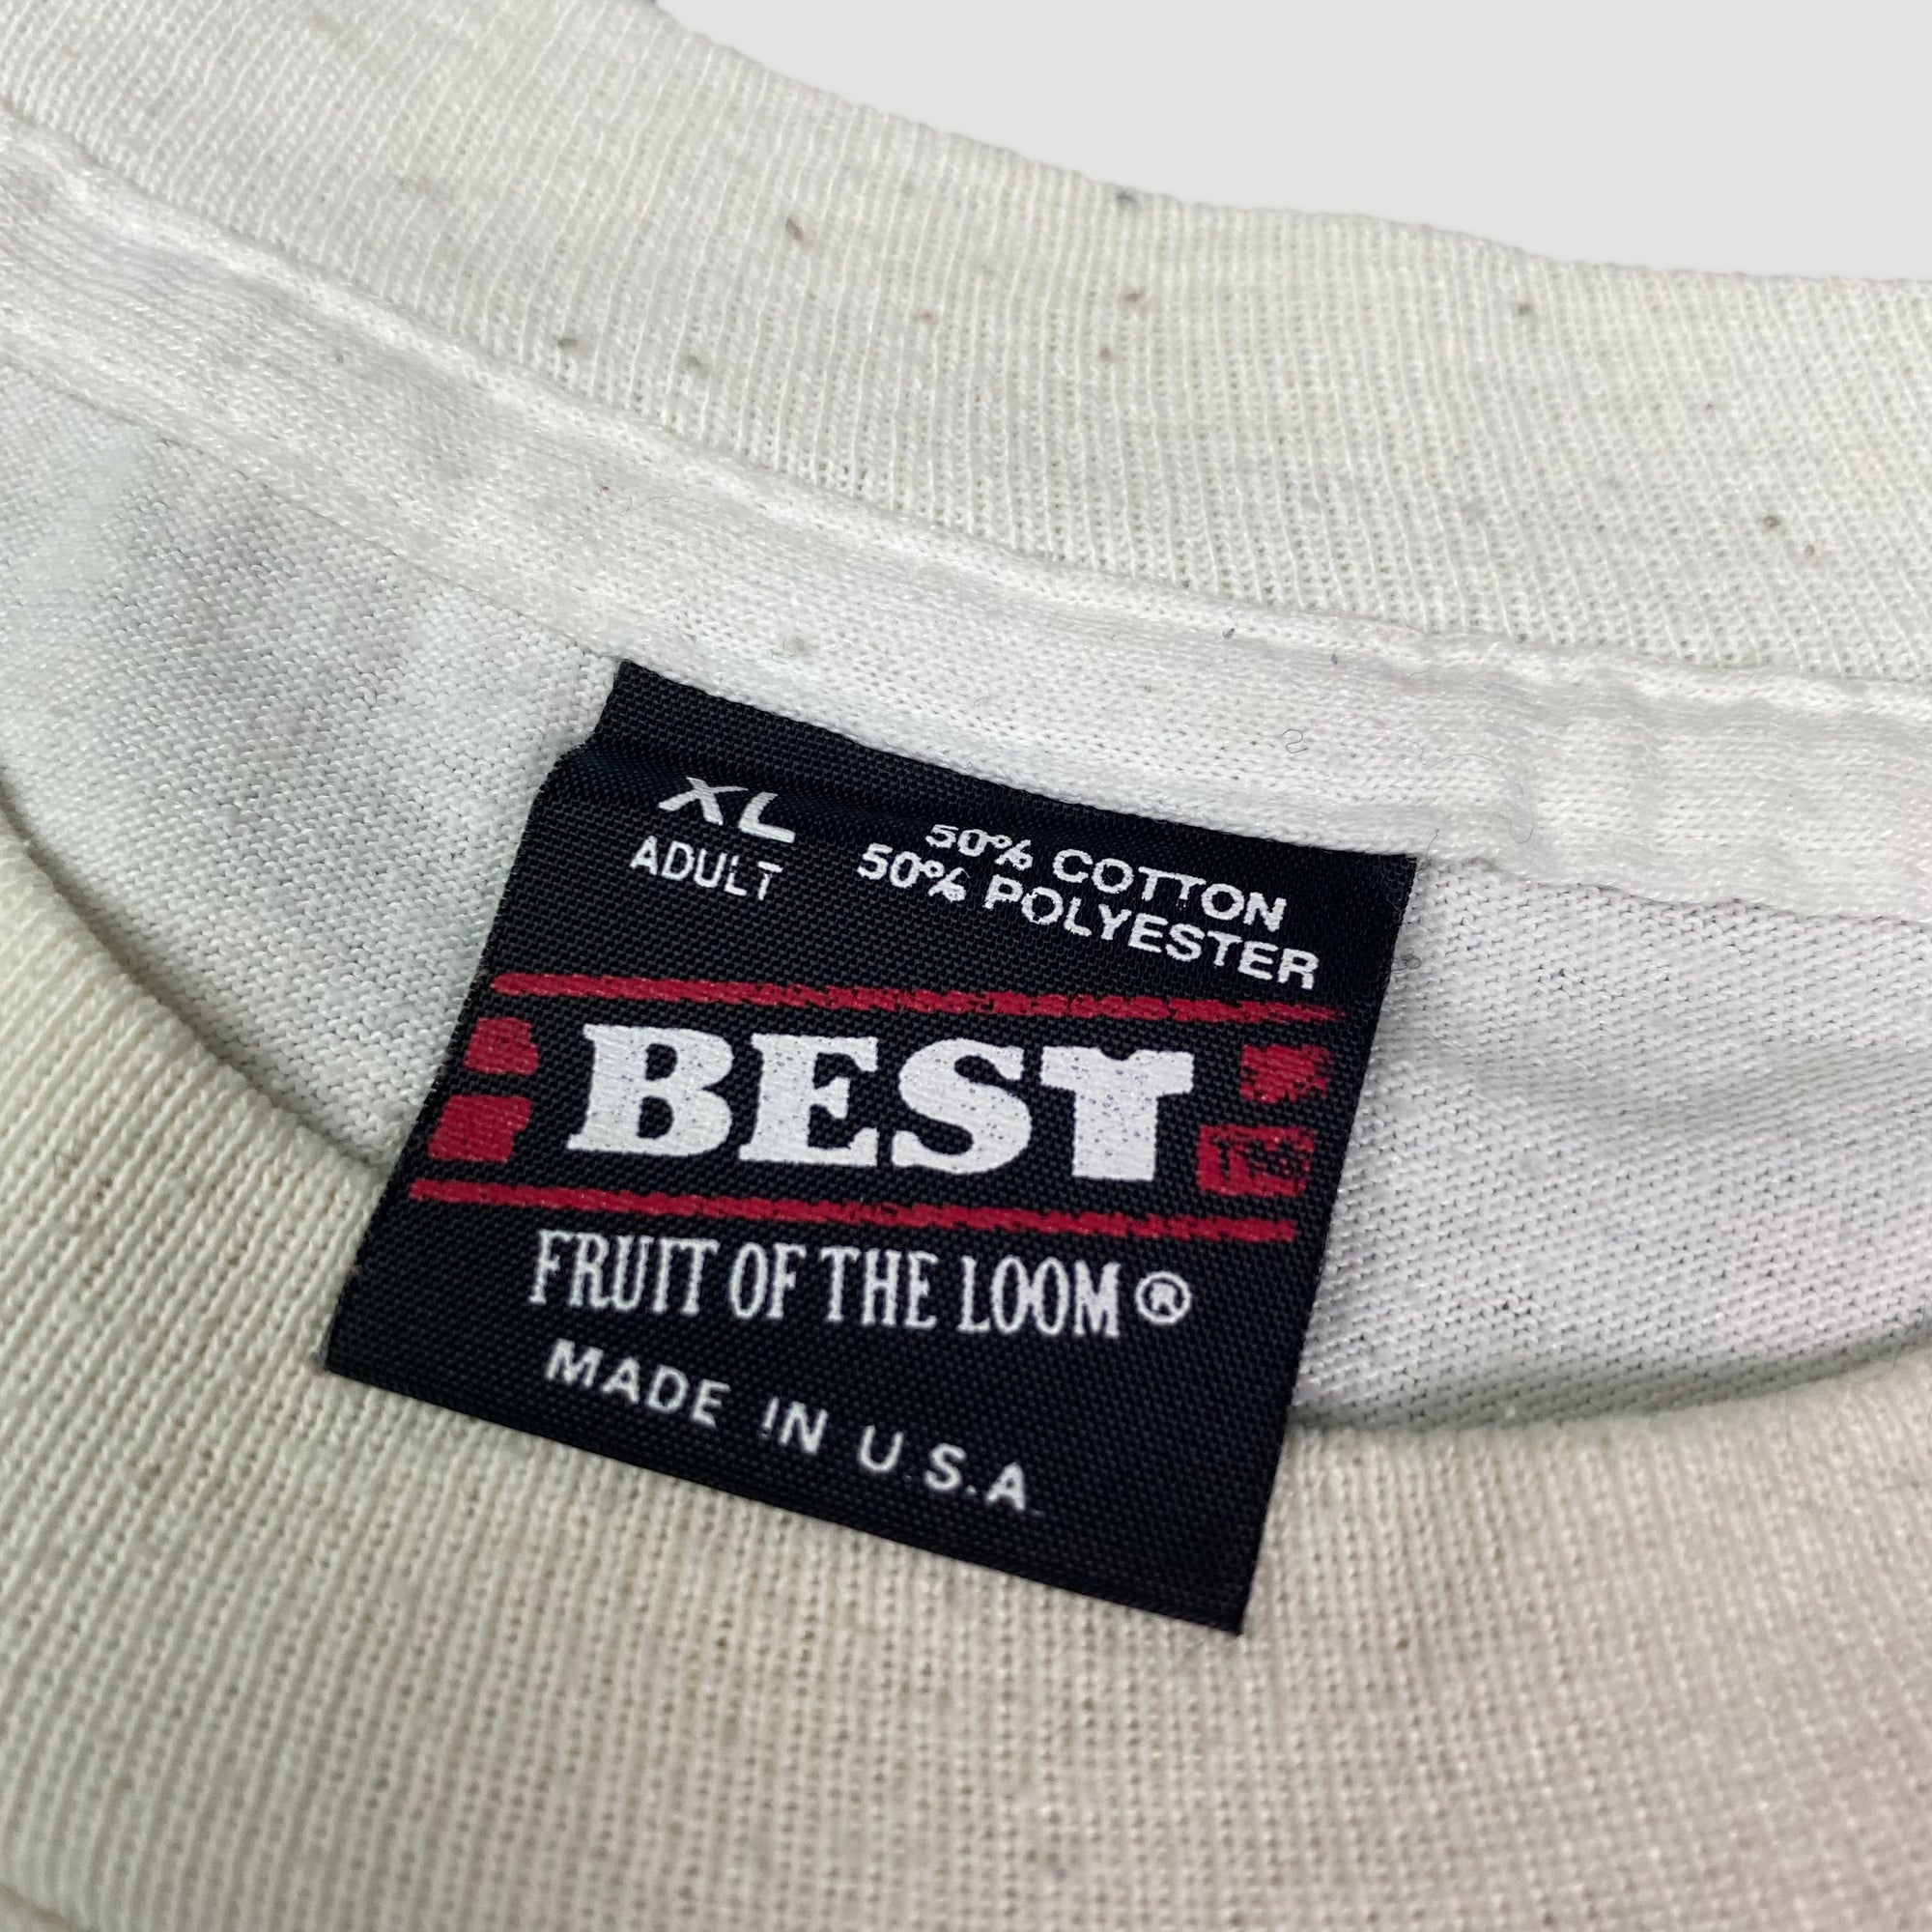 XL
ADULT
50% COTTON
50% POLYESTER
BEST
TM
FRUIT OF THE LOOM®
MADE IN U.S.A.